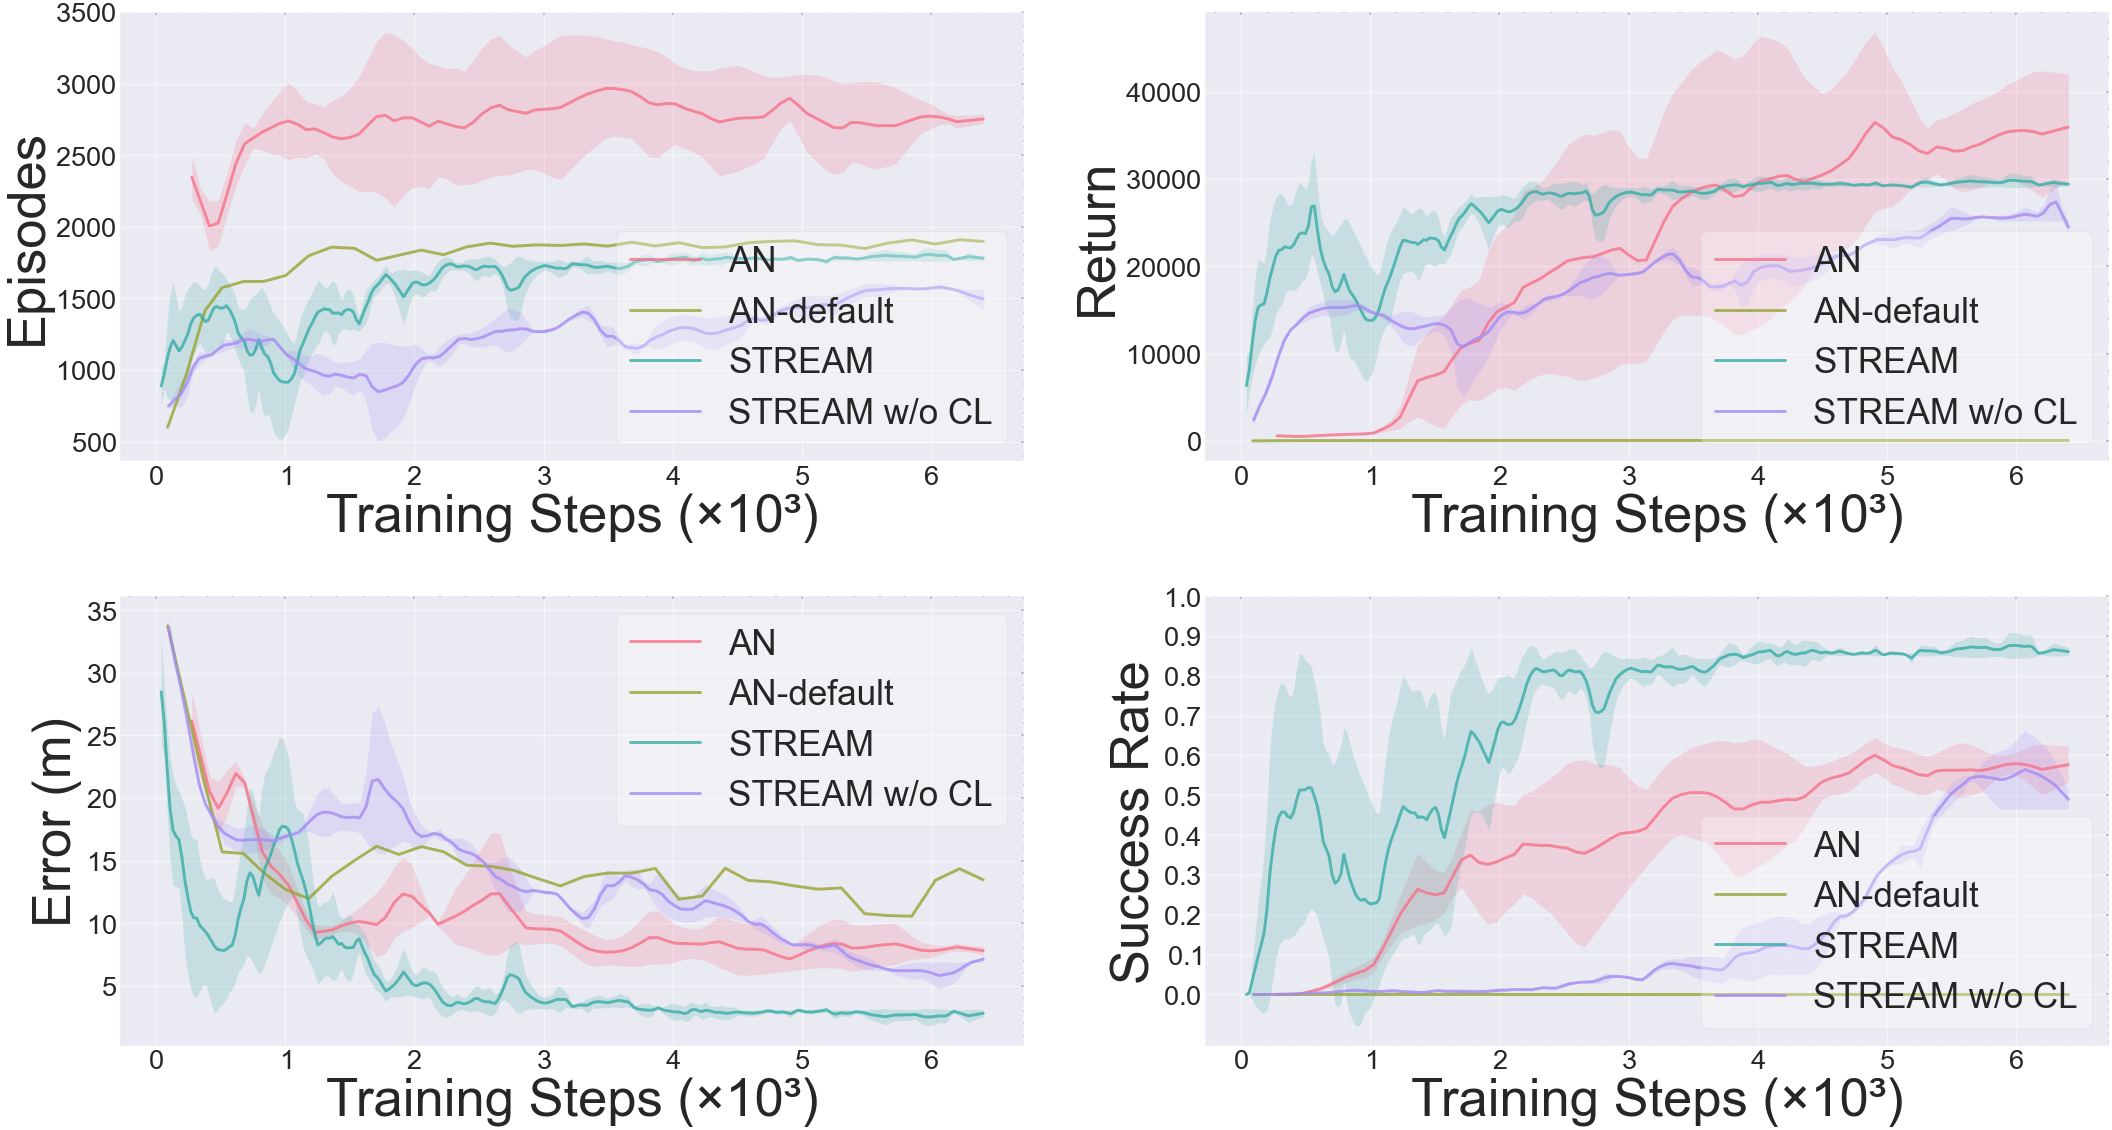 3500
3000
2500
2000
1500
1000
500
Episodes
AN
AN-default
STREAM
STREAM w/o CL
0 1 2 3 4 5 6
Training Steps (×10³)
40000
30000
20000
10000
0
Return
AN
AN-default
STREAM
STREAM w/o CL
0 1 2 3 4 5 6
Training Steps (×10³)
35
30
25
20
15
10
5
Error (m)
AN
AN-default
STREAM
STREAM w/o CL
0 1 2 3 4 5 6
Training Steps (×10³)
1.0
0.9
0.8
0.7
0.6
0.5
0.4
0.3
0.2
0.1
0.0
Success Rate
AN
AN-default
STREAM
STREAM w/o CL
0 1 2 3 4 5 6
Training Steps (×10³)